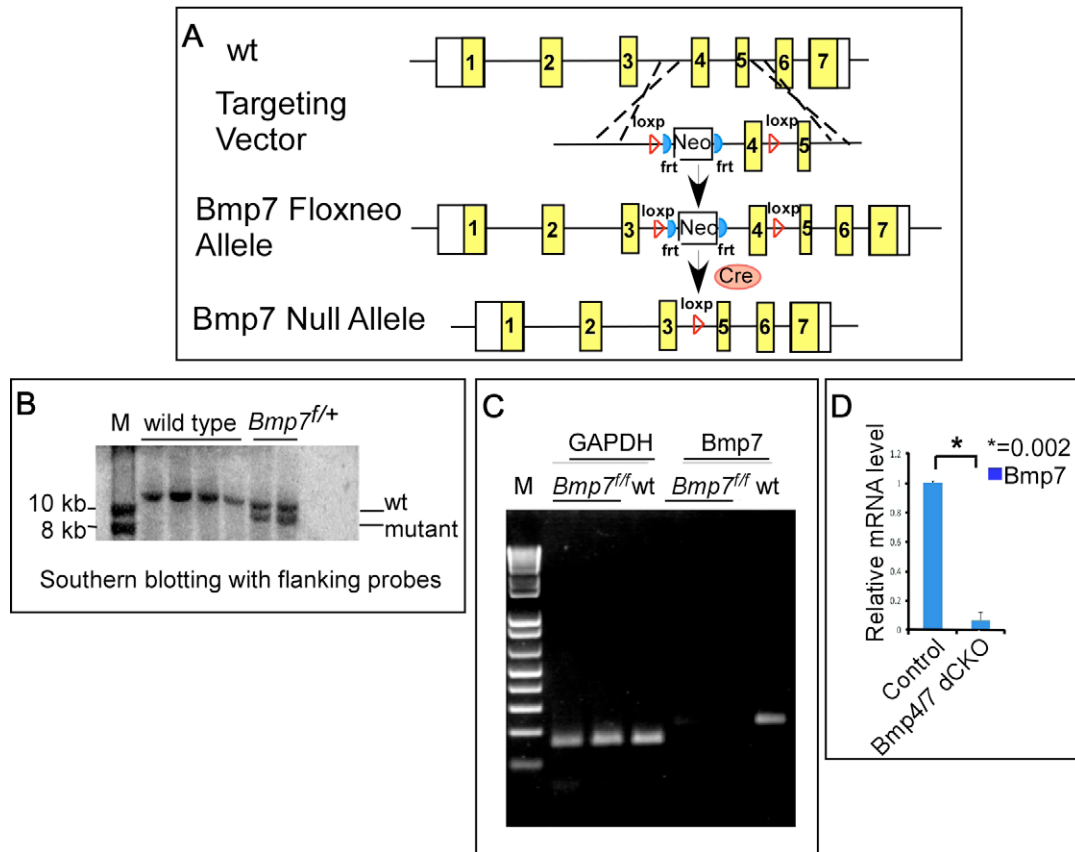 A
wt
1 2 3 4 5 6 7
Targeting
Vector
loxp loxp
Neo 4 5
frt frt
Bmp7 Floxneo
Allele
loxp loxp
1 2 3 Neo 4 5 6 7
frt frt
Cre
Bmp7 Null Allele
loxp
1 2 3 5 6 7
B
M wild type Bmp7f/+
10 kb wt
8 kb mutant
Southern blotting with flanking probes
C
GAPDH Bmp7
M Bmp7f/f wt Bmp7f/f wt
D
* *=0.002
Bmp7
Relative mRNA level
1.2
1
0.8
0.6
0.4
0.2
0
Control
Bmp4/7 dCKO